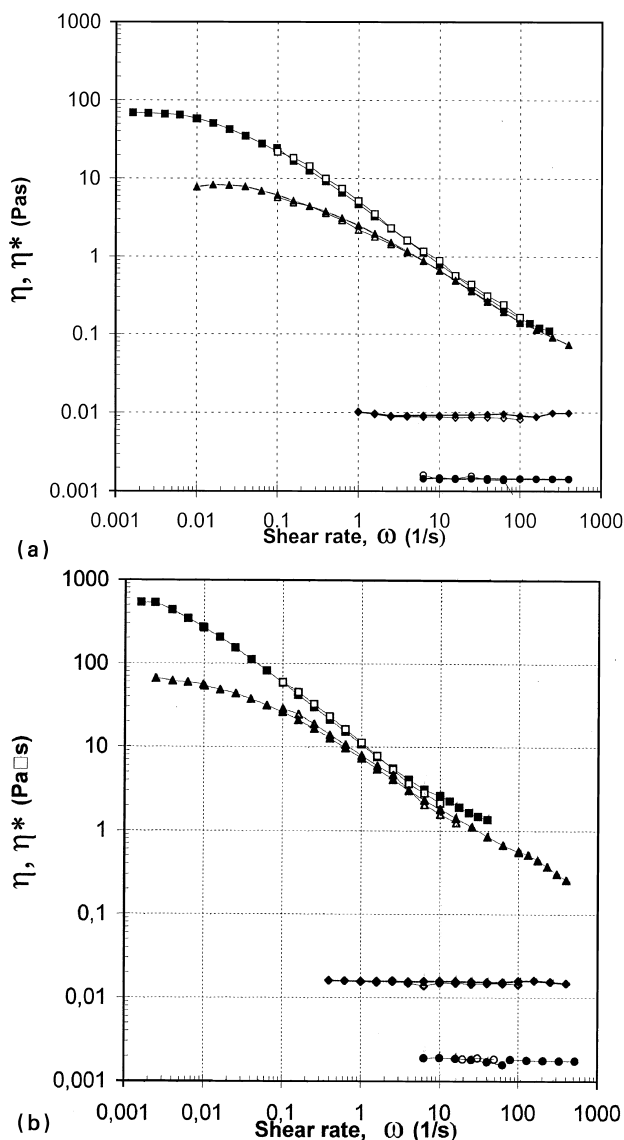 1000
100
10
1
0.1
0.01
0.001
η, η* (Pas)
0.001 0.01 0.1 1 10 100 1000
Shear rate, ω (1/s)
(a)
1000
100
10
1
0,1
0,01
0,001
η, η* (Pa□s)
0,001 0,01 0,1 1 10 100 1000
Shear rate, ω (1/s)
(b)